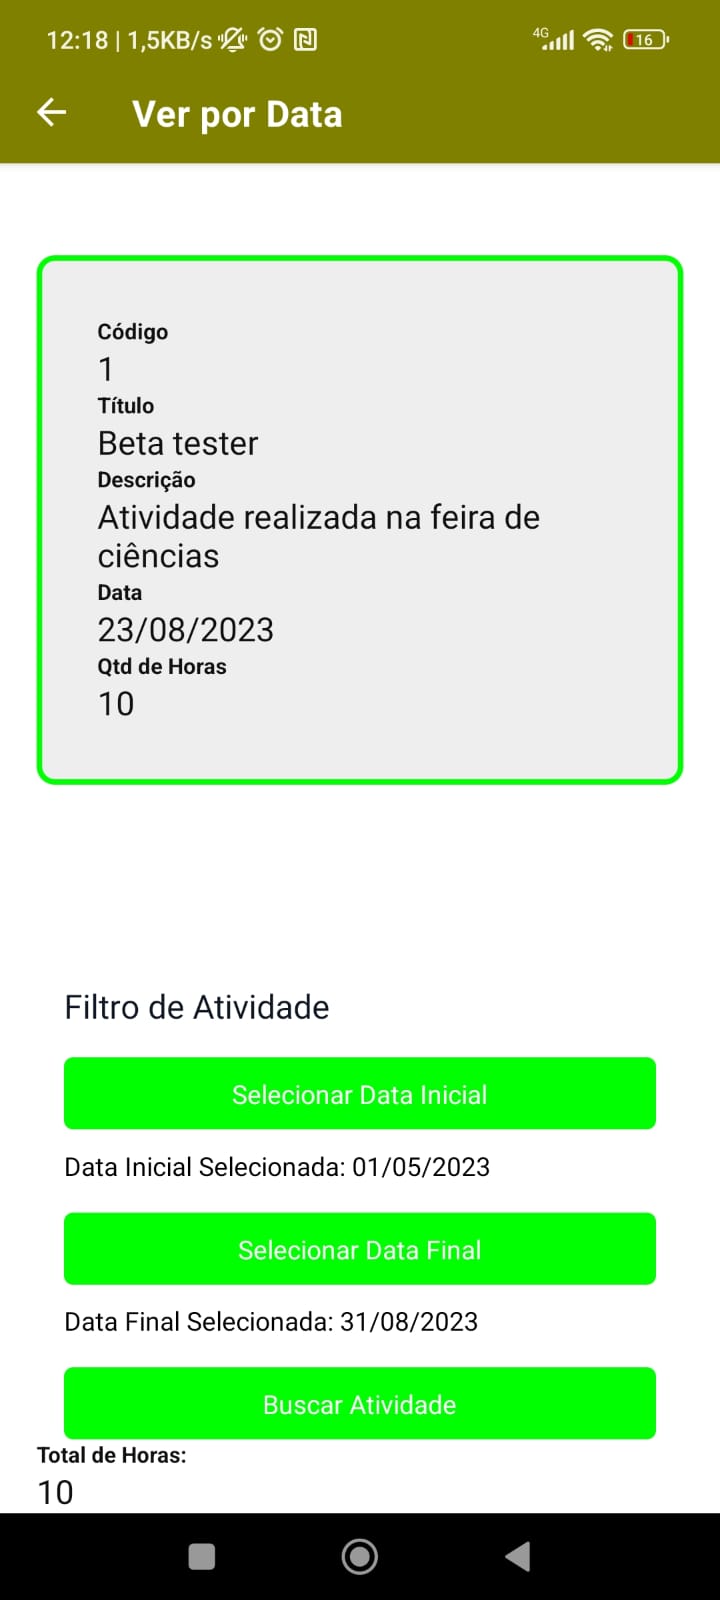 12:18 | 1,5KB/s
4G
16
Ver por Data
Código
1
Título
Beta tester
Descrição
Atividade realizada na feira de
ciências
Data
23/08/2023
Qtd de Horas
10
Filtro de Atividade
Selecionar Data Inicial
Data Inicial Selecionada: 01/05/2023
Selecionar Data Final
Data Final Selecionada: 31/08/2023
Buscar Atividade
Total de Horas:
10